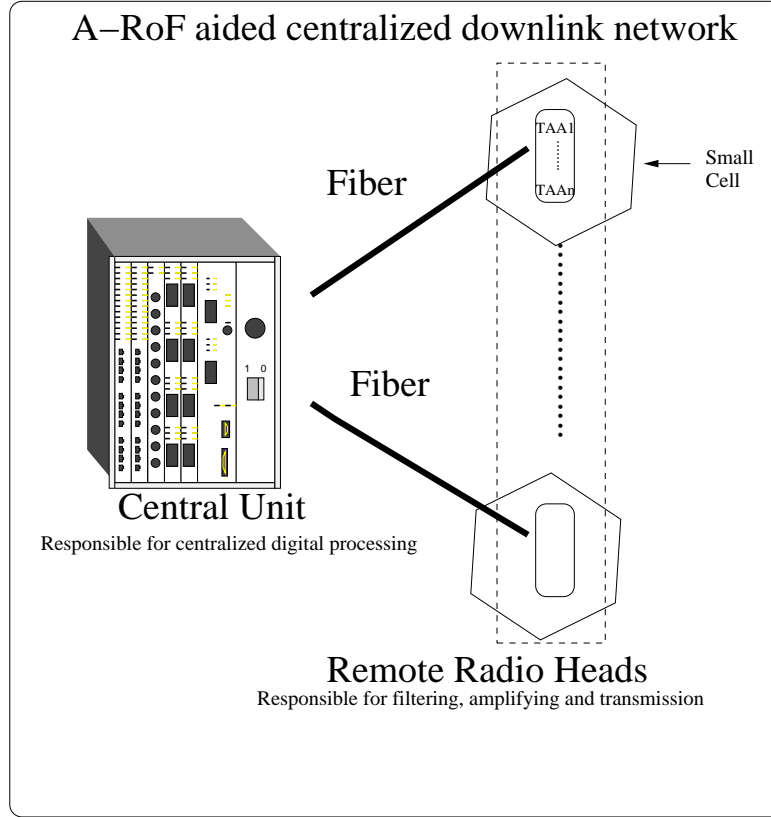 A–RoF aided centralized downlink network
TAA1
TAAn
Small
Cell
Fiber
Fiber
1 0
Central Unit
Responsible for centralized digital processing
Remote Radio Heads
Responsible for filtering, amplifying and transmission